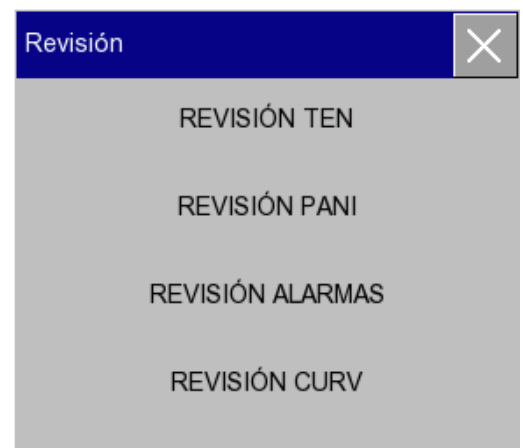 Revisión
REVISIÓN TEN
REVISIÓN PANI
REVISIÓN ALARMAS
REVISIÓN CURV